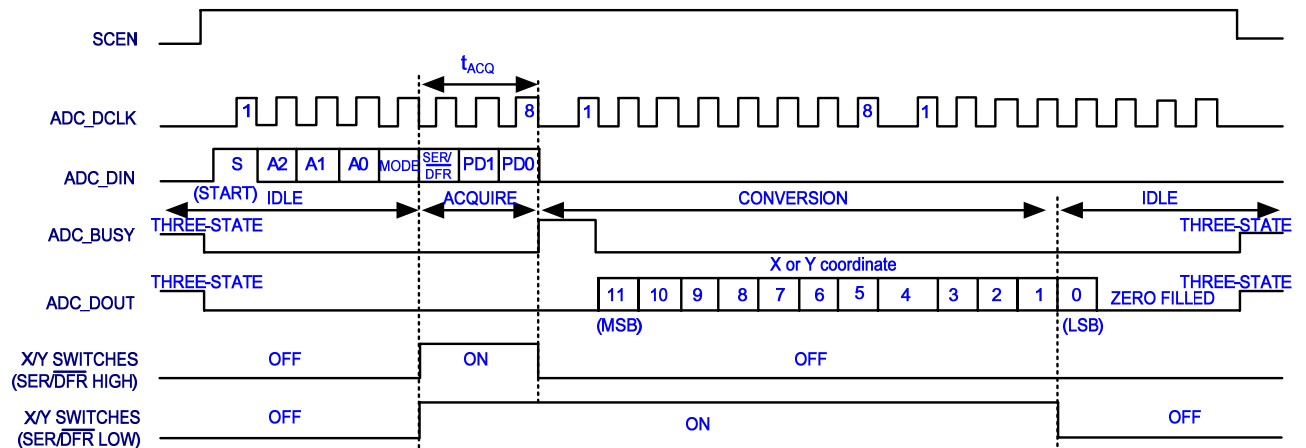 SCEN
tACQ
ADC_DCLK 1 8 1 8 1
ADC_DIN S A2 A1 A0 MODE SER/DFR PD1 PD0
(START) IDLE ACQUIRE CONVERSION IDLE
ADC_BUSY THREE-STATE THREE-STATE
X or Y coordinate
ADC_DOUT THREE-STATE 11 10 9 8 7 6 5 4 3 2 1 0 ZERO FILLED THREE-STATE
(MSB) (LSB)
X/Y SWITCHES OFF ON OFF
(SER/DFR HIGH)
X/Y SWITCHES OFF ON OFF
(SER/DFR LOW)